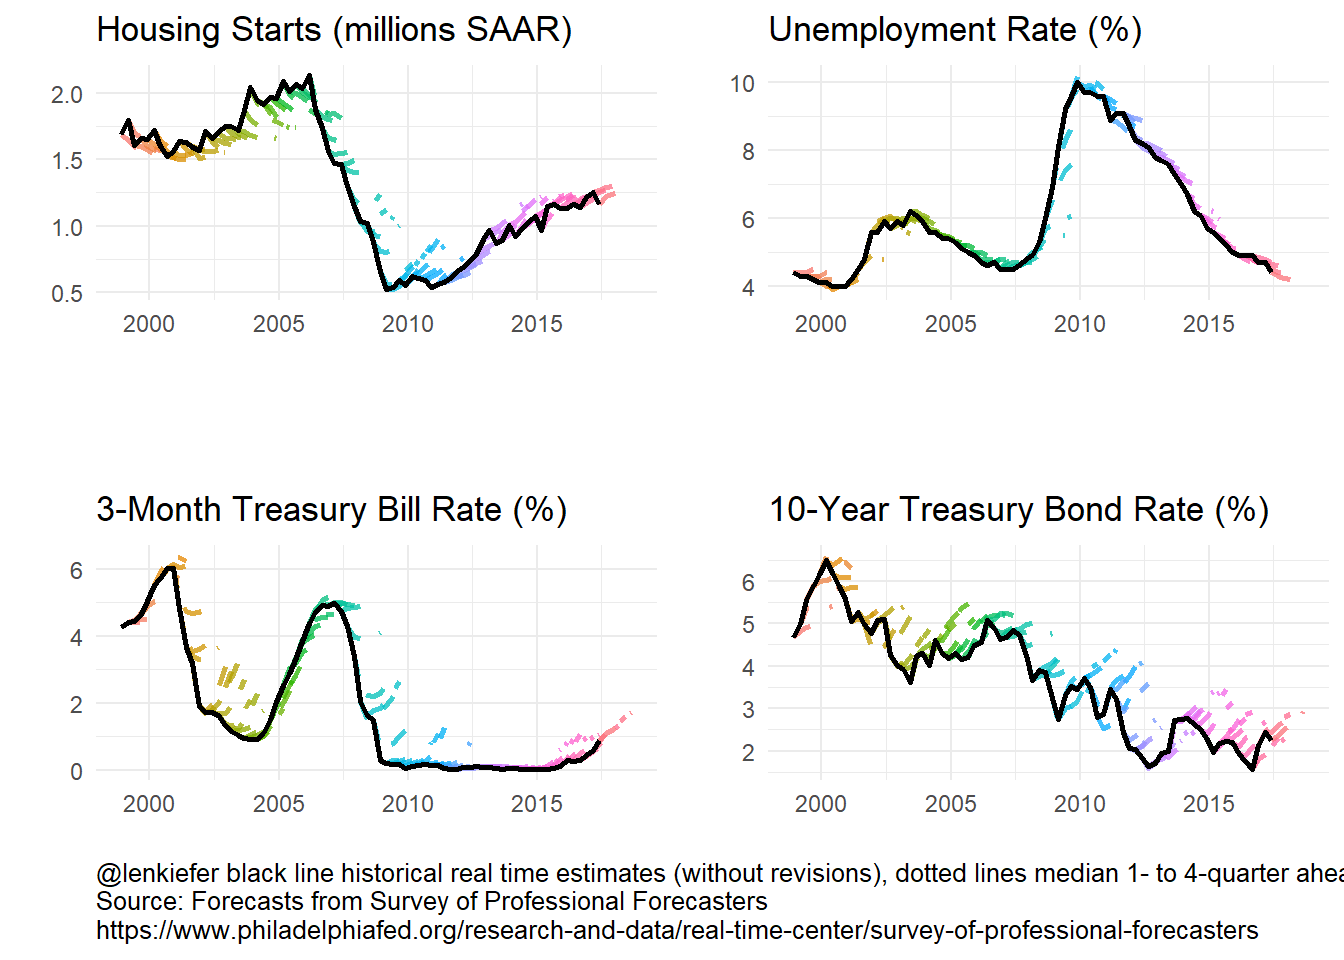 Housing Starts (millions SAAR)
2.0
1.5
1.0
0.5
2000 2005 2010 2015
Unemployment Rate (%)
10
8
6
4
2000 2005 2010 2015
3-Month Treasury Bill Rate (%)
6
4
2
0
2000 2005 2010 2015
10-Year Treasury Bond Rate (%)
6
5
4
3
2
2000 2005 2010 2015
@lenkiefer black line historical real time estimates (without revisions), dotted lines median 1- to 4-quarter ahea
Source: Forecasts from Survey of Professional Forecasters
https://www.philadelphiafed.org/research-and-data/real-time-center/survey-of-professional-forecasters